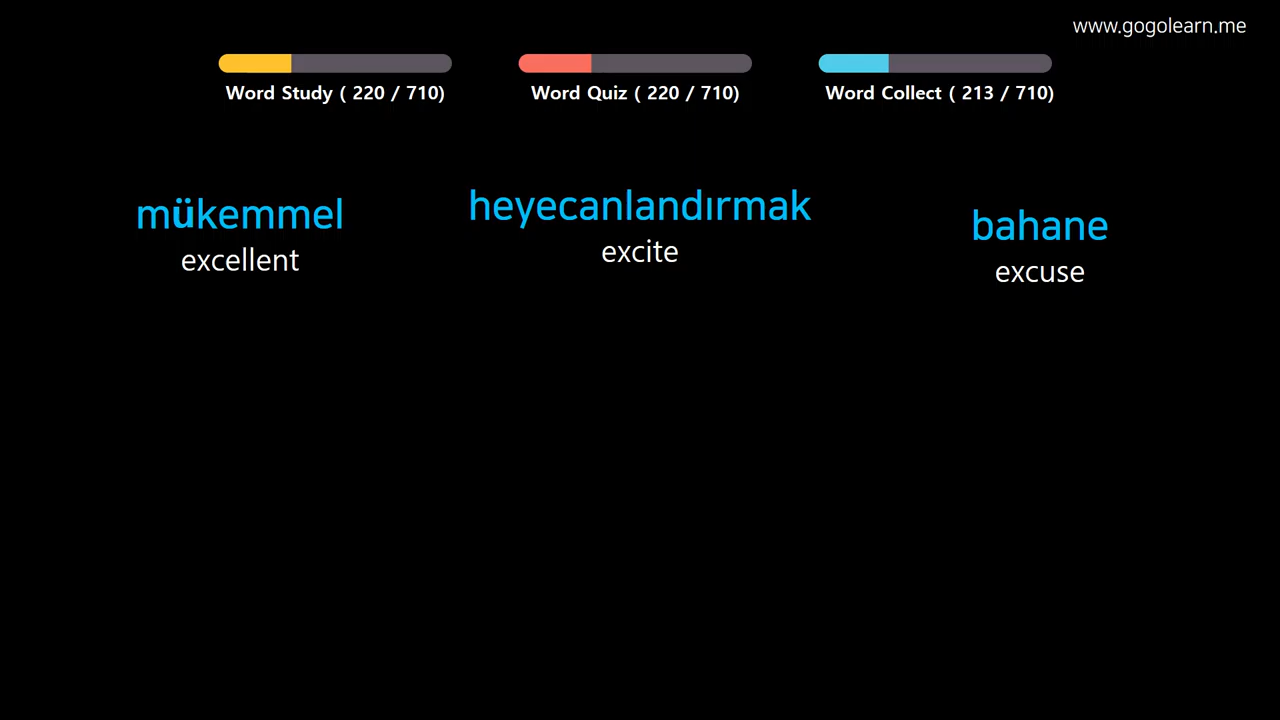 www.gogolearn.me
Word Study ( 220 / 710)
Word Quiz ( 220 / 710)
Word Collect ( 213 / 710)
mükemmel
excellent
heyecanlandırmak
excite
bahane
excuse